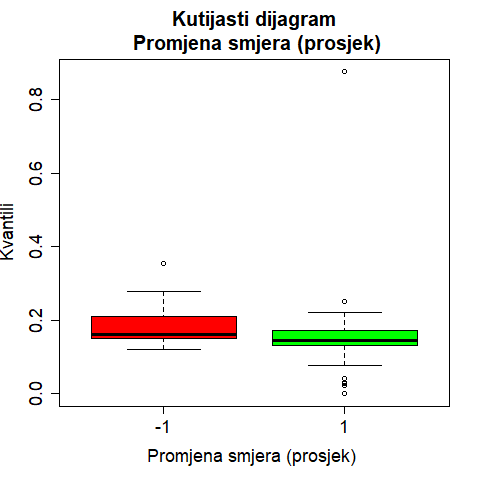 Kutijasti dijagram
Promjena smjera (prosjek)
Kvantili
0.8
0.6
0.4
0.2
0.0
-1
1
Promjena smjera (prosjek)